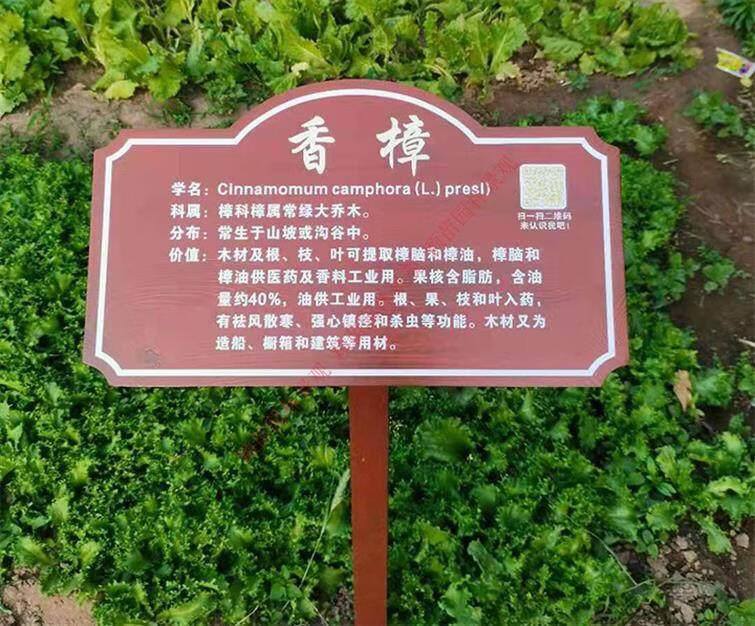 香樟
学名：Cinnamomum camphora (L.) presl)
科属：樟科樟属常绿大乔木。
分布：常生于山坡或沟谷中。
价值：木材及根、枝、叶可提取樟脑和樟油，樟脑和
樟油供医药及香料工业用。果核含脂肪，含油
量约40%，油供工业用。根、果、枝和叶入药，
有祛风散寒、强心镇痉和杀虫等功能。木材又为
造船、橱箱和建筑等用材。
扫一扫二维码
来认识我吧！